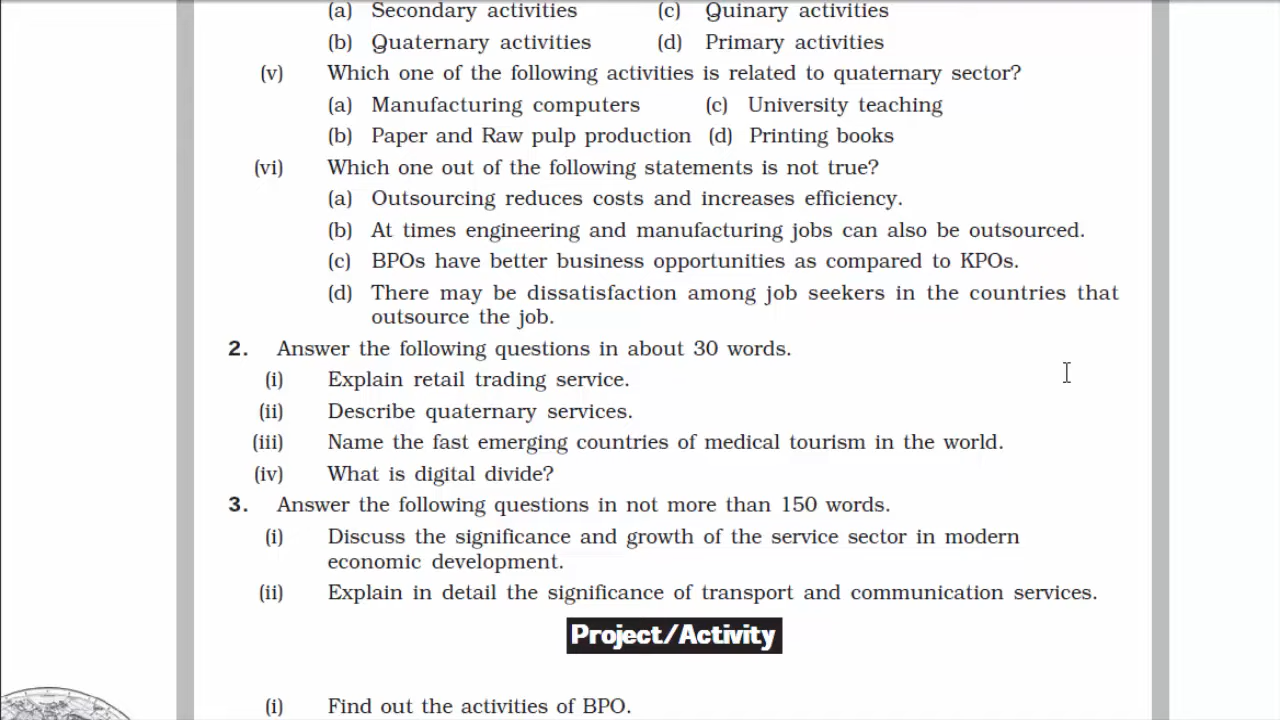 (a) Secondary activities (c) Quinary activities
(b) Quaternary activities (d) Primary activities
(v) Which one of the following activities is related to quaternary sector?
(a) Manufacturing computers (c) University teaching
(b) Paper and Raw pulp production (d) Printing books
(vi) Which one out of the following statements is not true?
(a) Outsourcing reduces costs and increases efficiency.
(b) At times engineering and manufacturing jobs can also be outsourced.
(c) BPOs have better business opportunities as compared to KPOs.
(d) There may be dissatisfaction among job seekers in the countries that
outsource the job.
2. Answer the following questions in about 30 words.
(i) Explain retail trading service.
(ii) Describe quaternary services.
(iii) Name the fast emerging countries of medical tourism in the world.
(iv) What is digital divide?
3. Answer the following questions in not more than 150 words.
(i) Discuss the significance and growth of the service sector in modern
economic development.
(ii) Explain in detail the significance of transport and communication services.
Project/Activity
(i) Find out the activities of BPO.